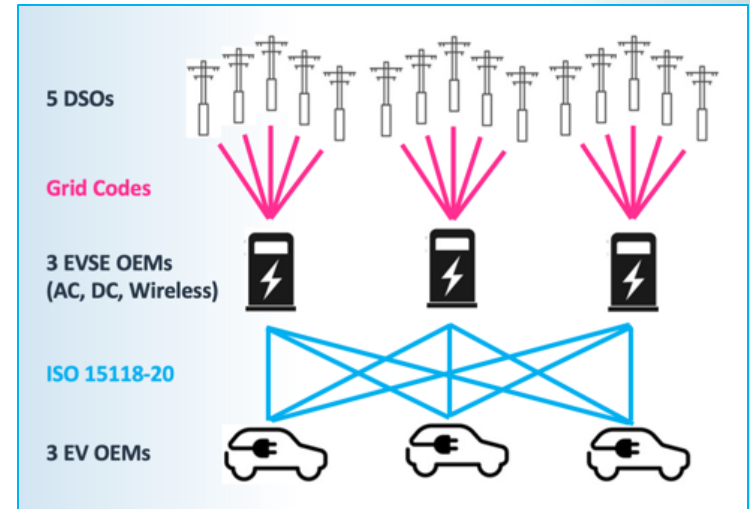 5 DSOs
Grid Codes
3 EVSE OEMs
(AC, DC, Wireless)
ISO 15118-20
3 EV OEMs